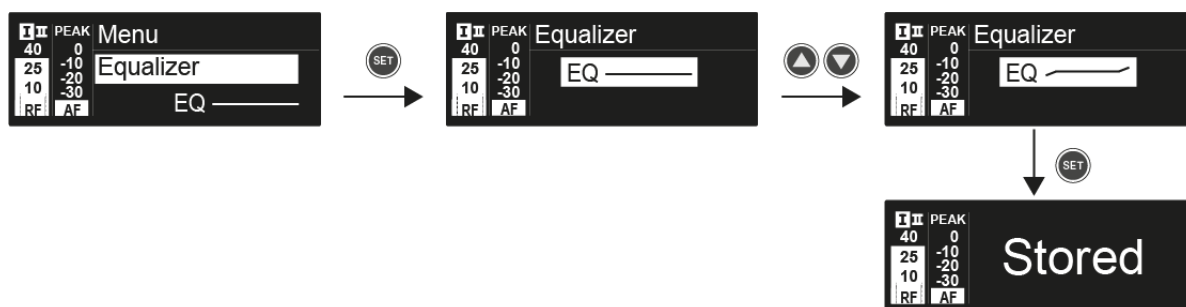 I II PEAK Menu
40 0
25 -10 Equalizer
-20
10 -30 EQ
RF AF
SET
I II PEAK Equalizer
40 0
25 -10 EQ
-20
10 -30
RF AF
I II PEAK Equalizer
40 0
25 -10 EQ
-20
10 -30
RF AF
SET
I II PEAK
40 0
25 -10 Stored
-20
10 -30
RF AF